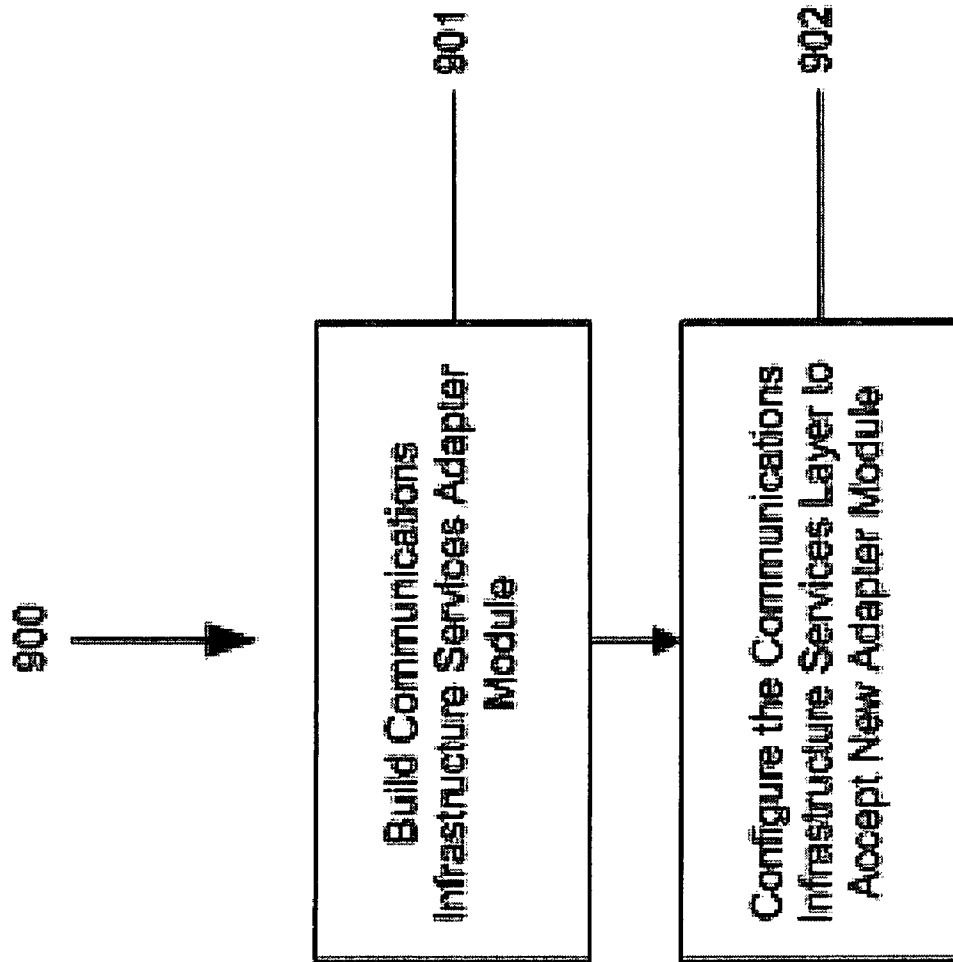 900
Build Communications
Infrastructure Services Adapter
Module
901
Configure the Communications
Infrastructure Services Layer to
Accept New Adapter Module
902